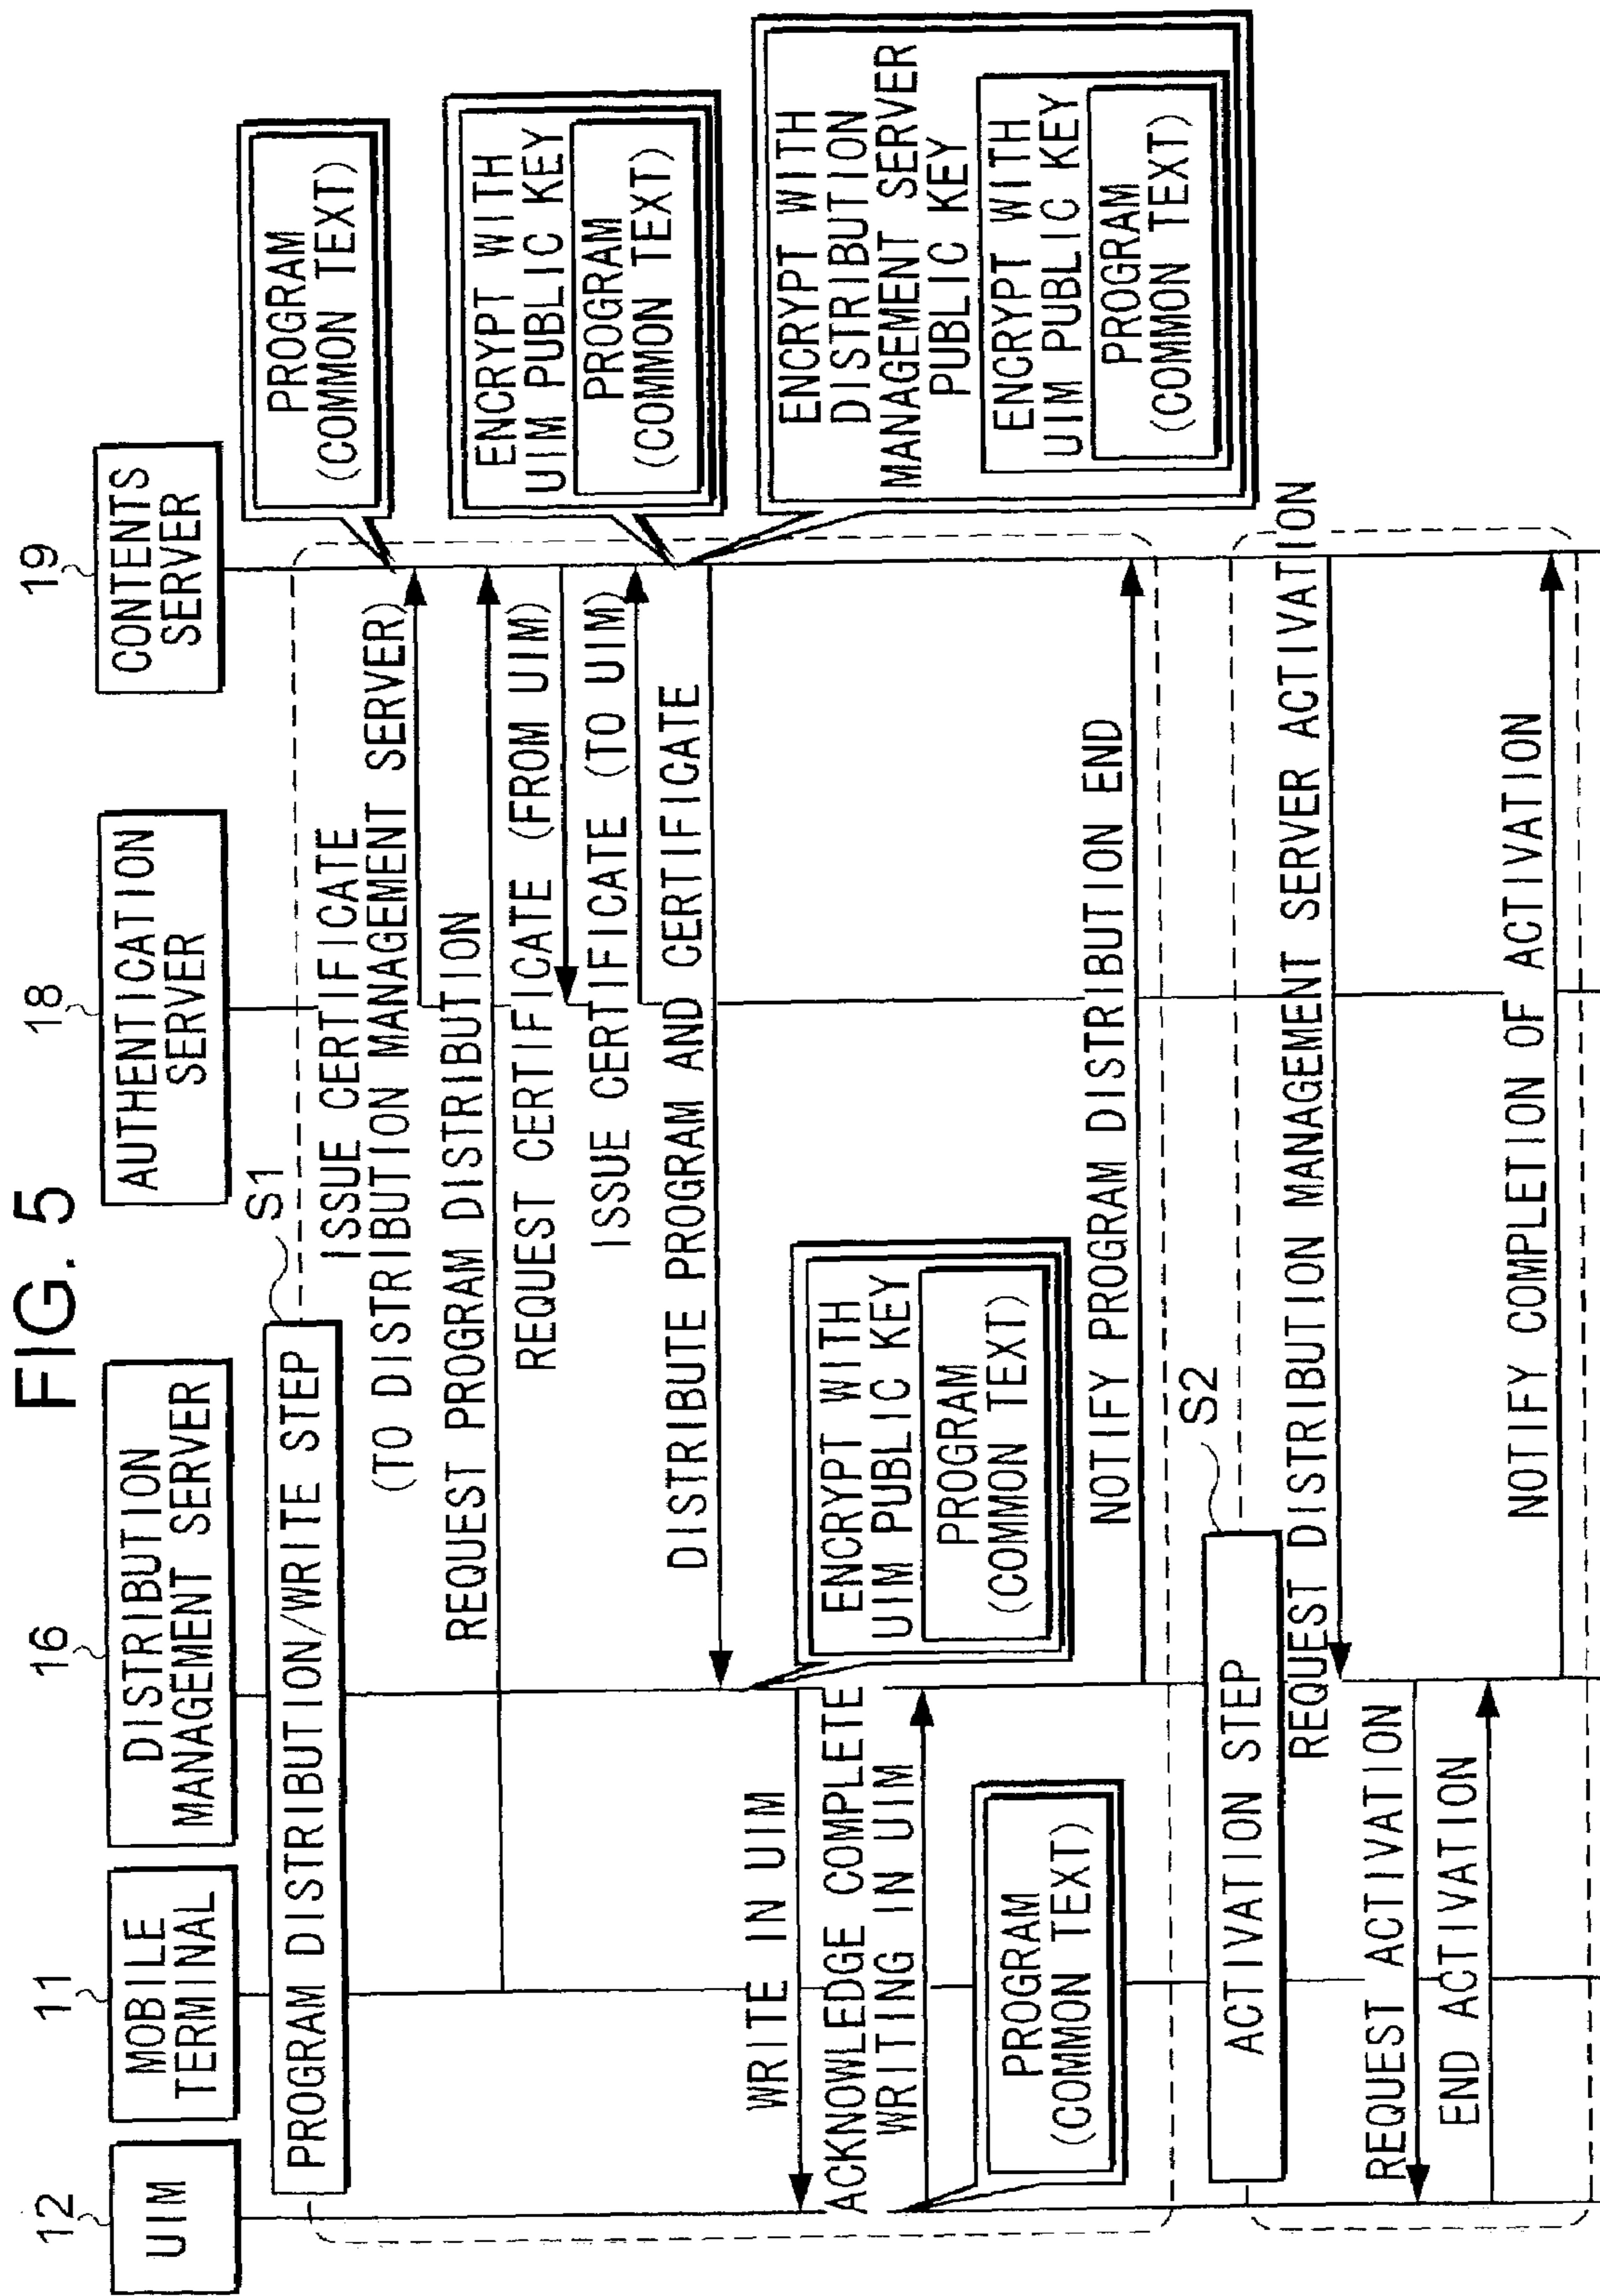 FIG. 5
12
UIM
11
MOBILE
TERMINAL
16
DISTRIBUTION
MANAGEMENT SERVER
18
AUTHENTICATION
SERVER
19
CONTENTS
SERVER
PROGRAM DISTRIBUTION/WRITE STEP
S1
PROGRAM
(COMMON TEXT)
ISSUE CERTIFICATE
(TO DISTRIBUTION MANAGEMENT SERVER)
REQUEST PROGRAM DISTRIBUTION
ENCRYPT WITH
UIM PUBLIC KEY
PROGRAM
(COMMON TEXT)
REQUEST CERTIFICATE (FROM UIM)
ISSUE CERTIFICATE (TO UIM)
DISTRIBUTE PROGRAM AND CERTIFICATE
ENCRYPT WITH
DISTRIBUTION
MANAGEMENT SERVER
PUBLIC KEY
ENCRYPT WITH
UIM PUBLIC KEY
PROGRAM
(COMMON TEXT)
WRITE IN UIM
ENCRYPT WITH
UIM PUBLIC KEY
PROGRAM
(COMMON TEXT)
ACKNOWLEDGE COMPLETE
WRITING IN UIM
PROGRAM
(COMMON TEXT)
NOTIFY PROGRAM DISTRIBUTION END
ACTIVATION STEP
S2
REQUEST DISTRIBUTION MANAGEMENT SERVER ACTIVATION
REQUEST ACTIVATION
END ACTIVATION
NOTIFY COMPLETION OF ACTIVATION